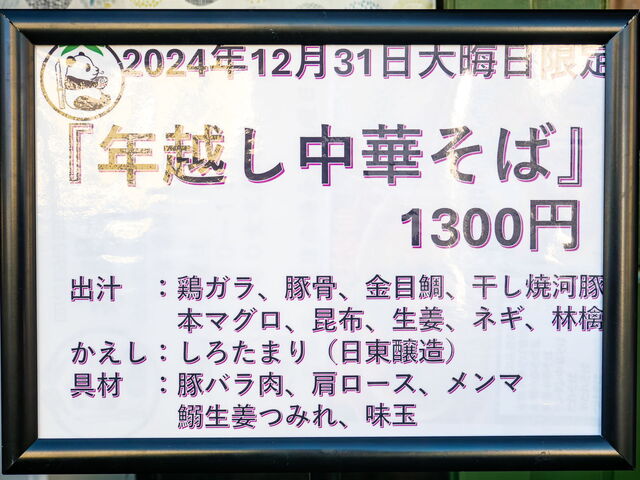 2024年12月31日大晦日限定
『年越し中華そば』
1300円
出汁　：鶏ガラ、豚骨、金目鯛、干し焼河豚
本マグロ、昆布、生姜、ネギ、林檎
かえし：しろたまり（日東醸造）
具材　：豚バラ肉、肩ロース、メンマ
鰯生姜つみれ、味玉